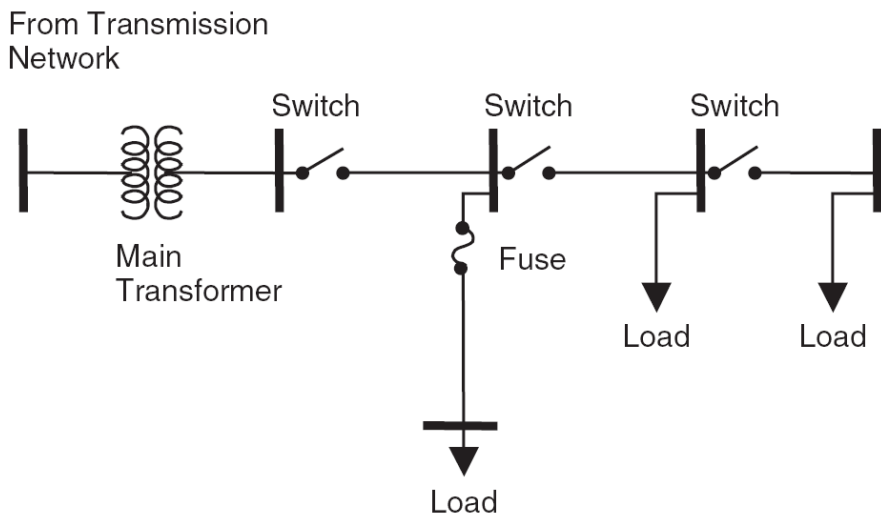 From Transmission
Network
Switch
Switch
Switch
Main
Transformer
Fuse
Load
Load
Load